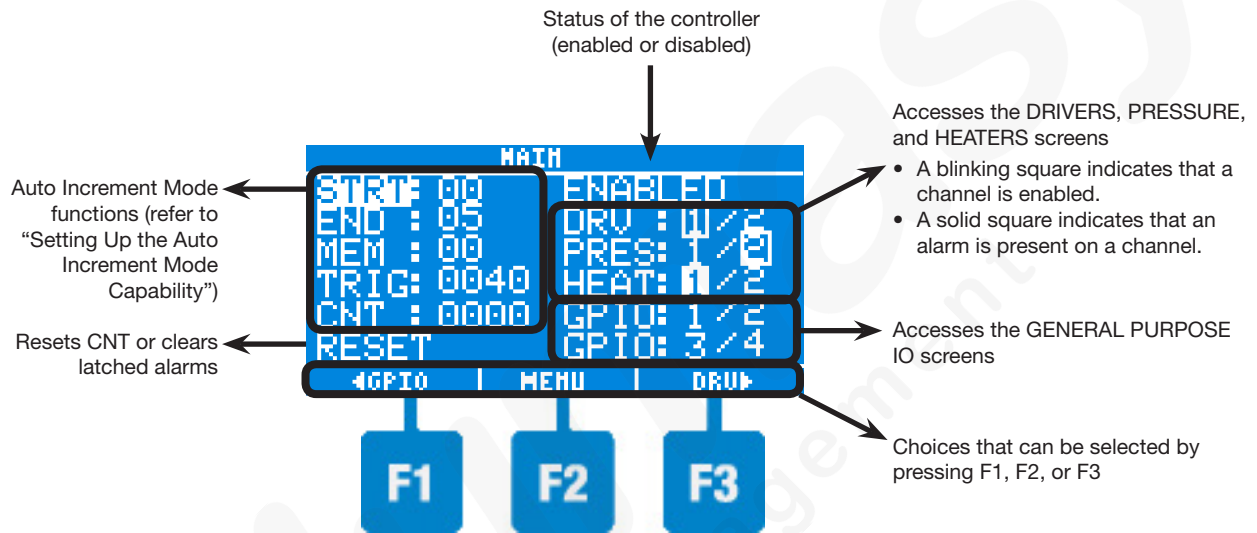 Status of the controller
(enabled or disabled)
Accesses the DRIVERS, PRESSURE,
and HEATERS screens
• A blinking square indicates that a
channel is enabled.
• A solid square indicates that an
alarm is present on a channel.
Auto Increment Mode
functions (refer to
“Setting Up the Auto
Increment Mode
Capability”)
Resets CNT or clears
latched alarms
MAIN
STRT: 00 ENABLED
END : 05 DRV : 1/2
MEM : 00 PRES: 1/2
TRIG: 0040 HEAT: 1/2
CNT : 0000 GPIO: 1/2
RESET GPIO: 3/4
◀GPIO | MENU | DRV▶
Accesses the GENERAL PURPOSE
IO screens
Choices that can be selected by
pressing F1, F2, or F3
F1 F2 F3